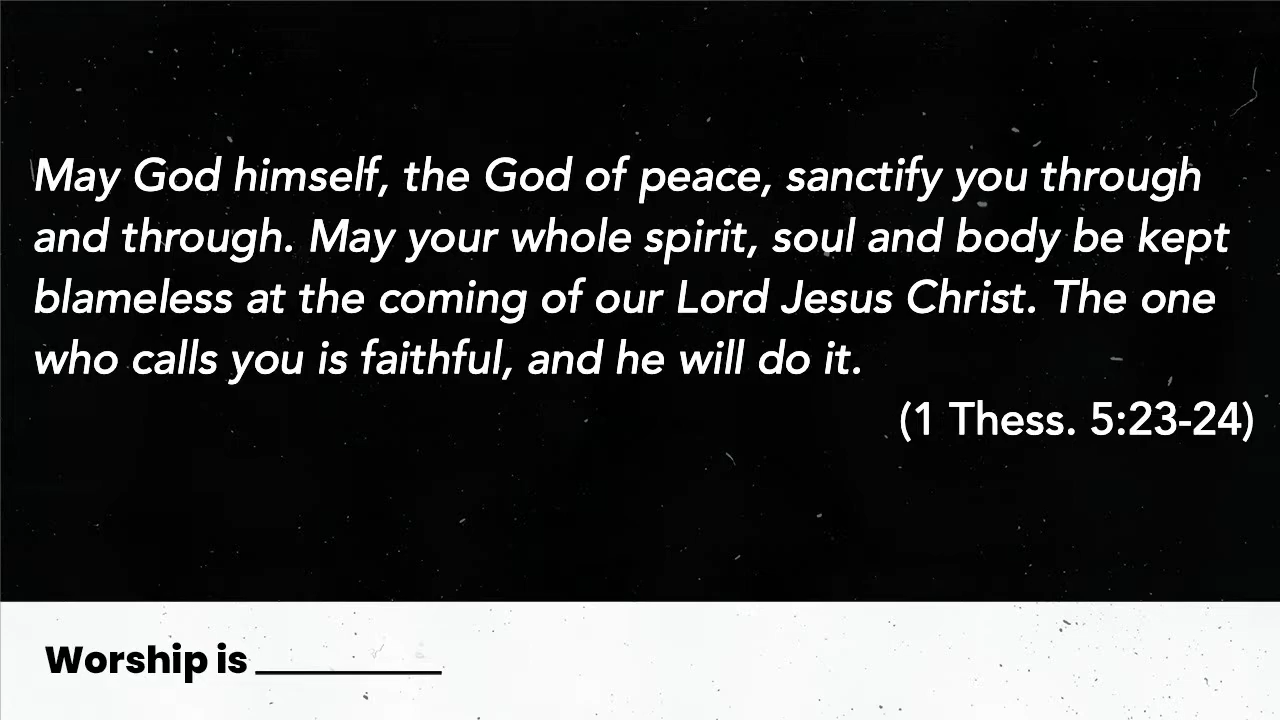 May God himself, the God of peace, sanctify you through
and through. May your whole spirit, soul and body be kept
blameless at the coming of our Lord Jesus Christ. The one
who calls you is faithful, and he will do it.
(1 Thess. 5:23-24)
Worship is __________